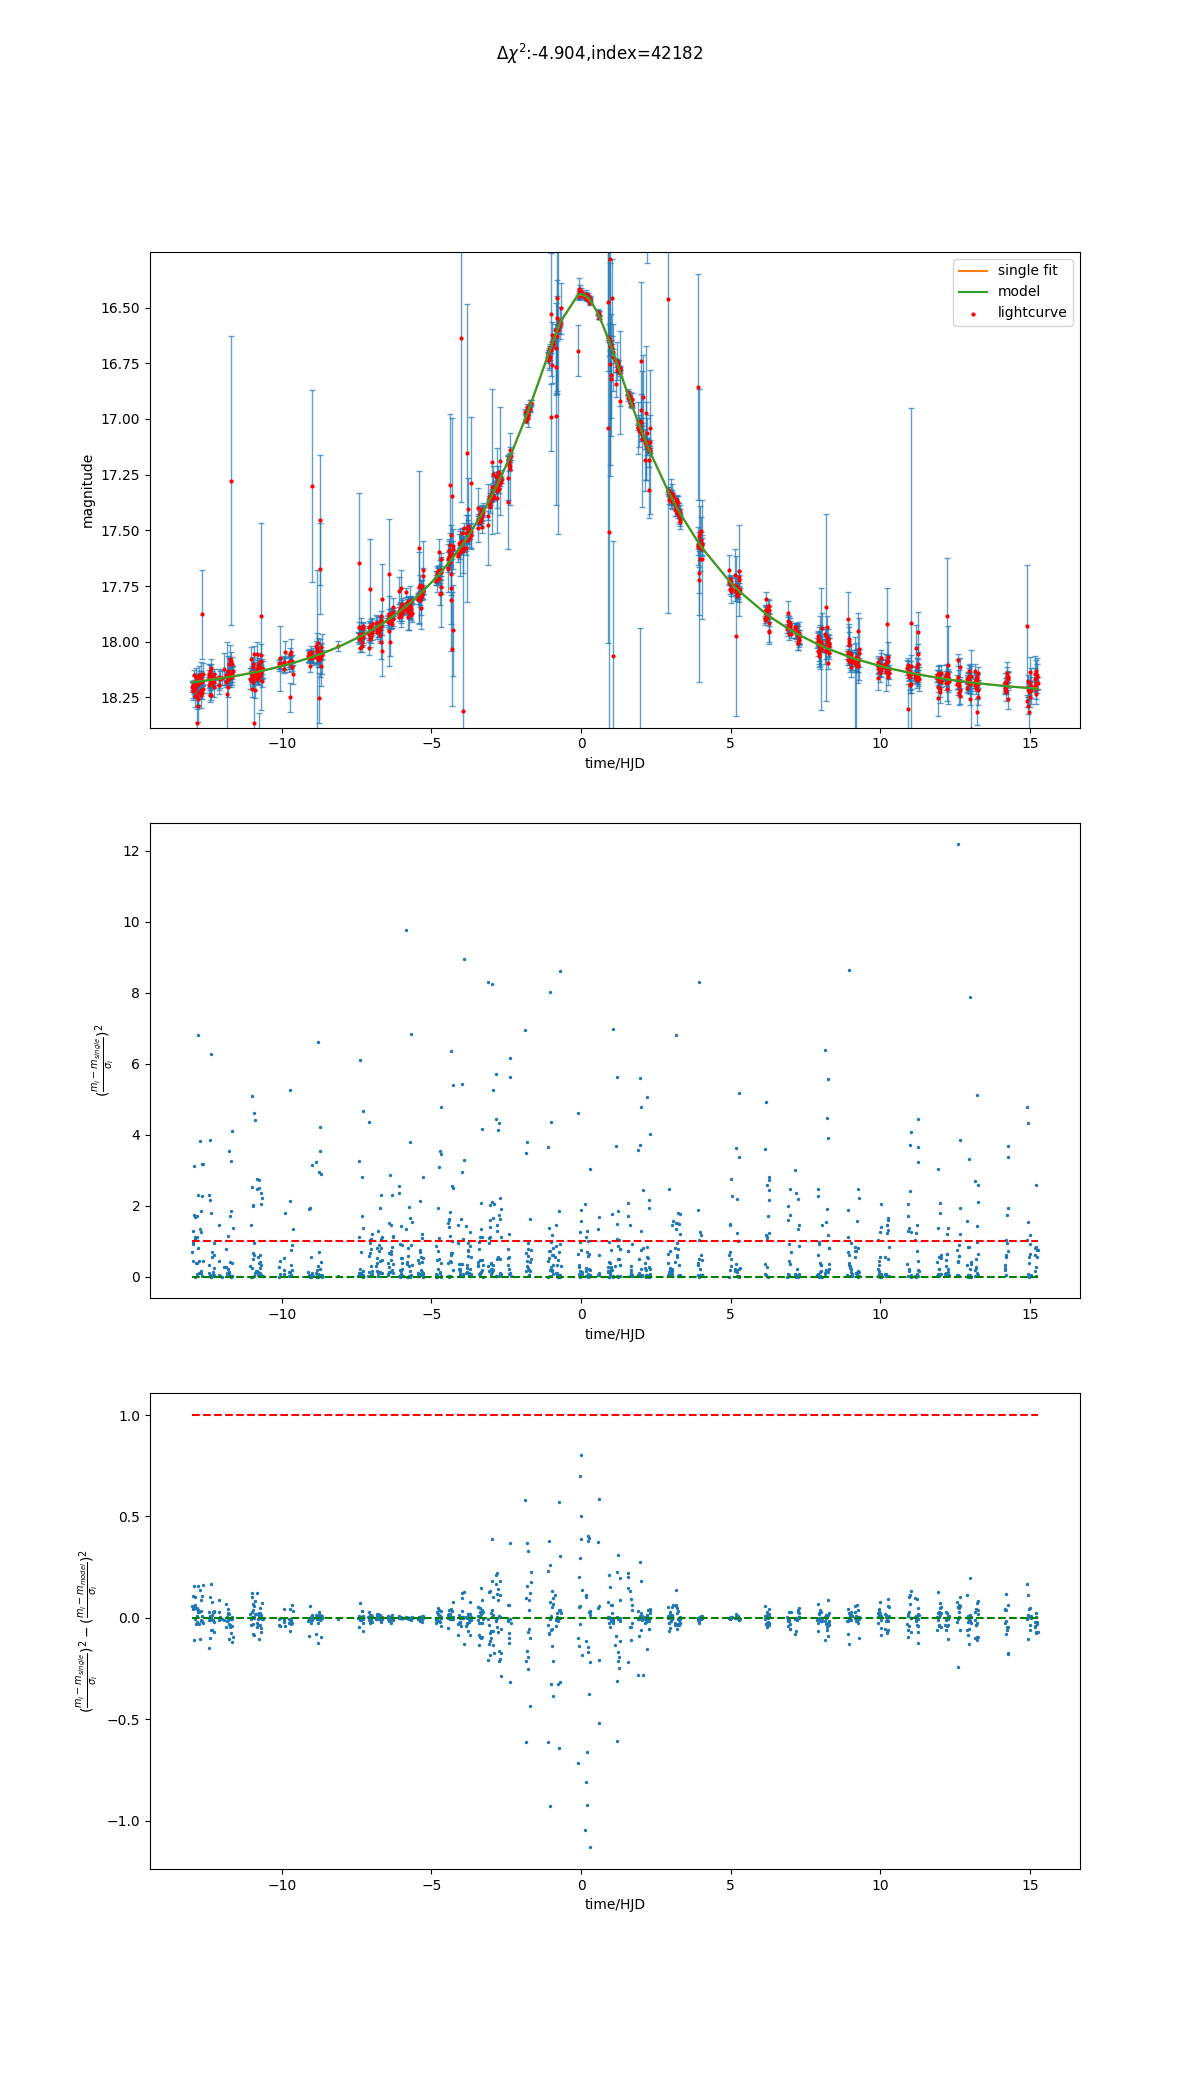 Δχ²:-4.904,index=42182
single fit
model
lightcurve
magnitude
16.50
16.75
17.00
17.25
17.50
17.75
18.00
18.25
−10 −5 0 5 10 15
time/HJD
12
10
8
6
4
2
0
((m_i − m_single)/σ_i)²
−10 −5 0 5 10 15
time/HJD
1.0
0.5
0.0
−0.5
−1.0
((m_i − m_single)/σ_i)² − ((m_i − m_model)/σ_i)²
−10 −5 0 5 10 15
time/HJD